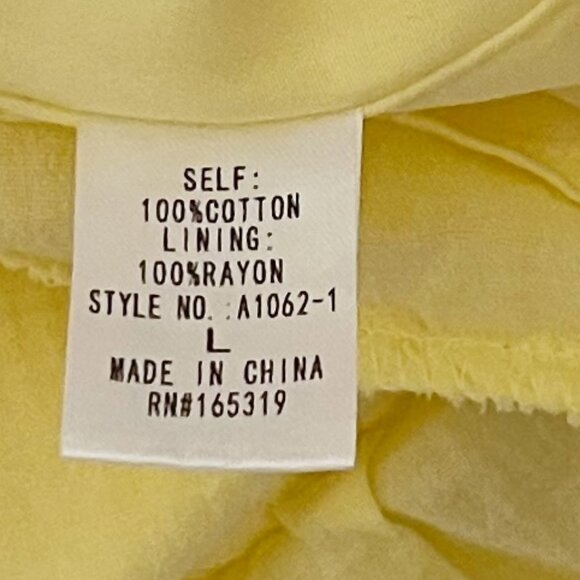 SELF:
100%COTTON
LINING:
100%RAYON
STYLE NO. :A1062-1
L
MADE IN CHINA
RN#165319